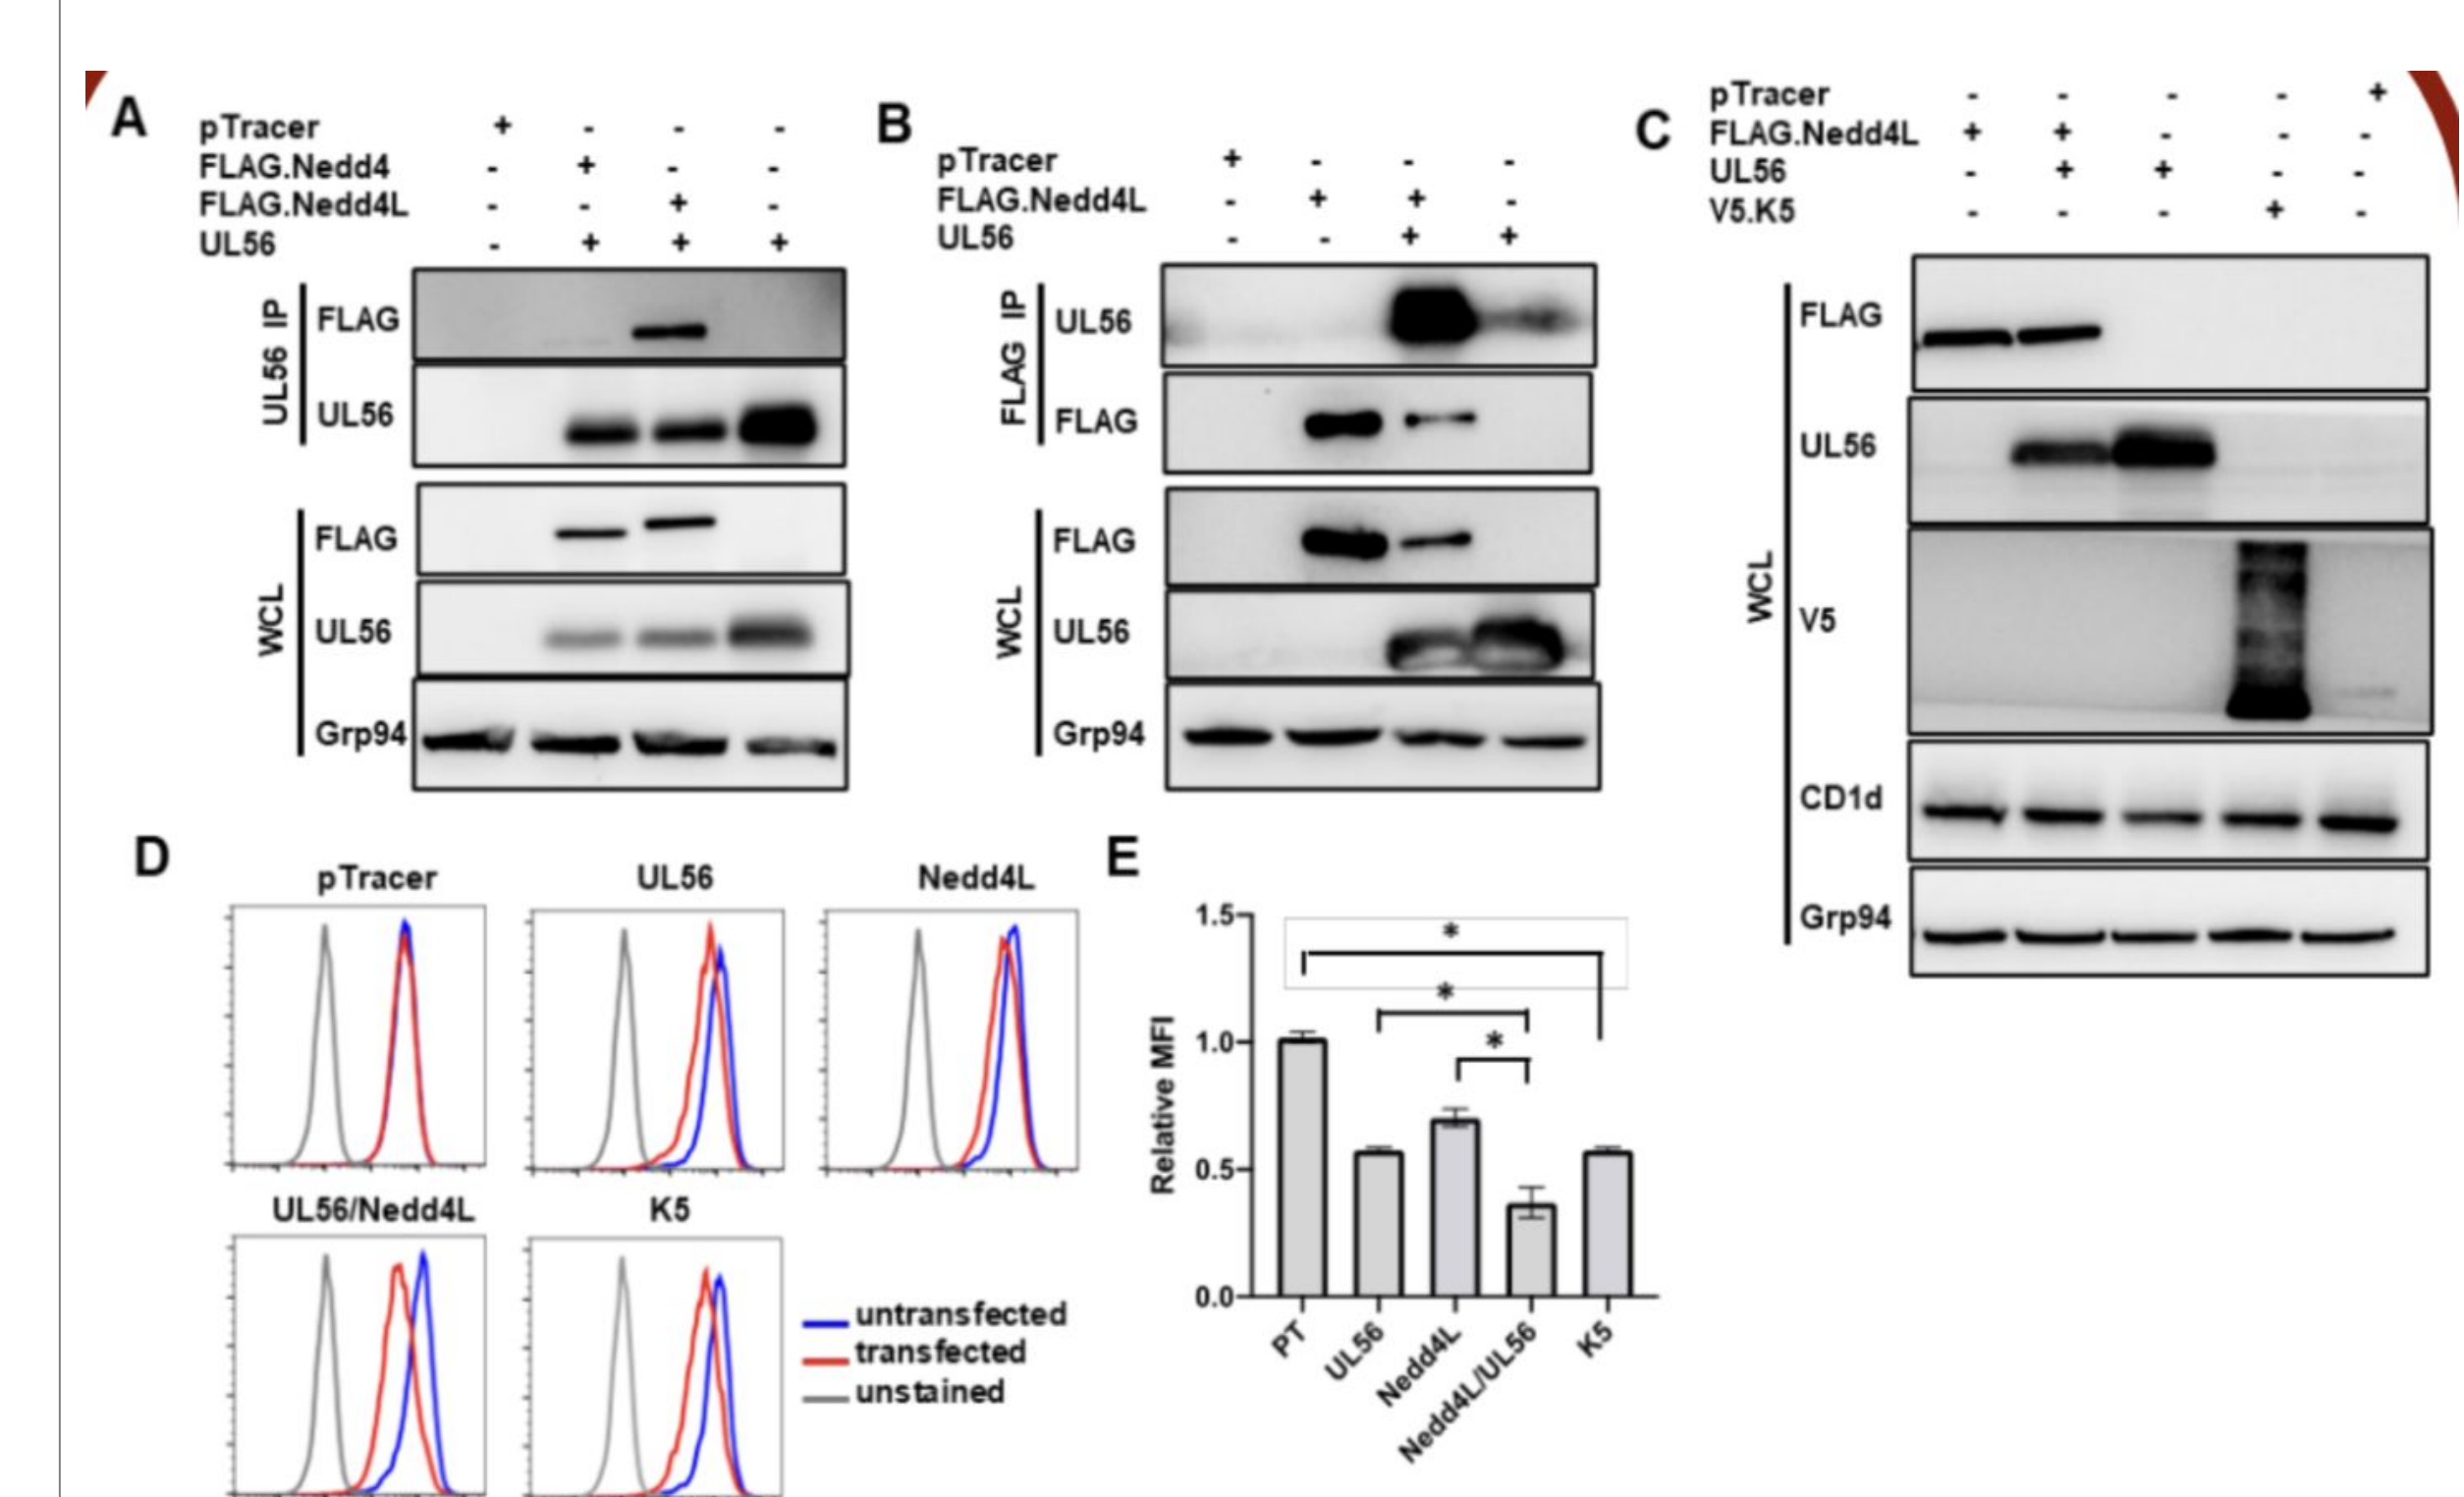 A
pTracer + - - -
FLAG.Nedd4 - + - -
FLAG.Nedd4L - - + -
UL56 - + + +
UL56 IP
FLAG
UL56
WCL
FLAG
UL56
Grp94
B
pTracer + - - -
FLAG.Nedd4L - + + -
UL56 - - + +
FLAG IP
UL56
FLAG
WCL
FLAG
UL56
Grp94
C
pTracer - - - - +
FLAG.Nedd4L + + - - -
UL56 - + + - -
V5.K5 - - - + -
WCL
FLAG
UL56
V5
CD1d
Grp94
D
pTracer UL56 Nedd4L
UL56/Nedd4L K5
untransfected
transfected
unstained
E
Relative MFI
1.5
1.0
0.5
0.0
*
*
*
PT UL56 Nedd4L Nedd4L/UL56 K5